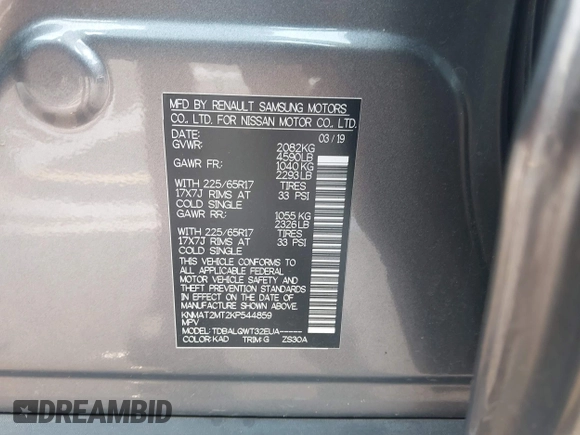 MFD BY RENAULT SAMSUNG MOTORS
CO., LTD. FOR NISSAN MOTOR CO., LTD.
DATE: 03/19
GVWR: 2082KG
4590LB
GAWR FR: 1040KG
2293LB
WITH 225/65R17 TIRES
17X7J RIMS AT 33 PSI
COLD SINGLE
GAWR RR: 1055KG
2326LB
WITH 225/65R17 TIRES
17X7J RIMS AT 33 PSI
COLD SINGLE
THIS VEHICLE CONFORMS TO
ALL APPLICABLE FEDERAL
MOTOR VEHICLE SAFETY AND
THEFT PREVENTION STANDARDS
IN EFFECT ON THE DATE OF
MANUFACTURE SHOWN ABOVE.
KNMAT2MT2KP544859
MPV
MODEL: TDBALQWT32EUA-----
COLOR: KAD TRIM: G ZS30A
DREAMBID